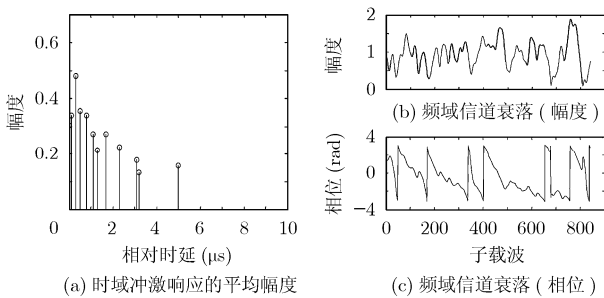 0.6
0.4
0.2
0 2 4 6 8 10
幅度
相对时延 (μs)
(a) 时域冲激响应的平均幅度
2
1
0
幅度
(b) 频域信道衰落 ( 幅度 )
4
0
−4
相位 (rad)
0 200 400 600 800
子载波
(c) 频域信道衰落 ( 相位 )